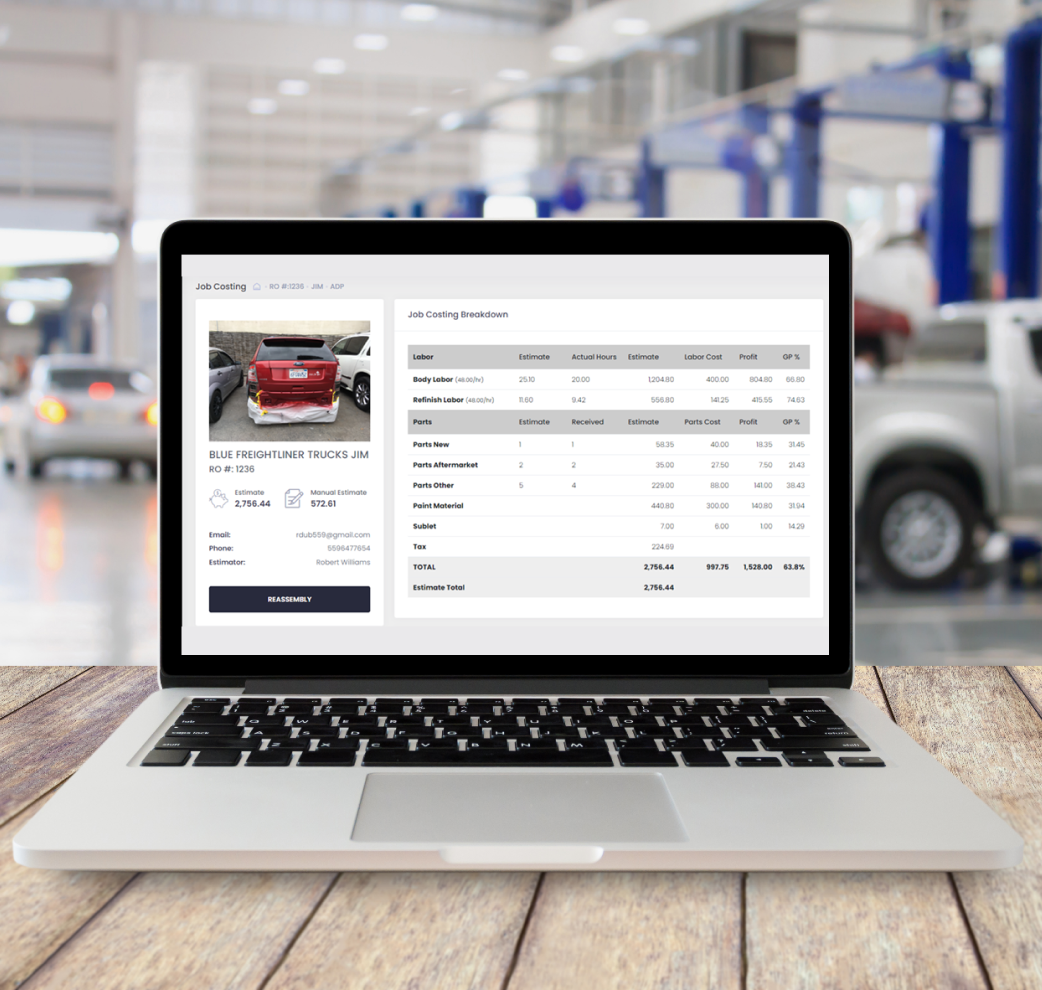 Job Costing · RO #:1236 · JIM · ADP
BLUE FREIGHTLINER TRUCKS JIM
RO #: 1236
Estimate
2,756.44
Manual Estimate
572.61
Email: rdub559@gmail.com
Phone: 5596477654
Estimator: Robert Williams
REASSEMBLY
Job Costing Breakdown
Labor Estimate Actual Hours Estimate Labor Cost Profit GP %
Body Labor (48.00/hr) 25.10 20.00 1,204.80 400.00 804.80 66.80
Refinish Labor (48.00/hr) 11.60 9.42 556.80 141.25 415.55 74.63
Parts Estimate Received Estimate Parts Cost Profit GP %
Parts New 1 1 58.35 40.00 18.35 31.45
Parts Aftermarket 2 2 35.00 27.50 7.50 21.43
Parts Other 5 4 229.00 88.00 141.00 38.43
Paint Material 440.80 300.00 140.80 31.94
Sublet 7.00 6.00 1.00 14.29
Tax 224.69
TOTAL 2,756.44 997.75 1,528.00 63.8%
Estimate Total 2,756.44
delete
tab Q W E R T Y U I O P
caps lock A S D F G H J K L
return
shift Z X C V B N M
shift